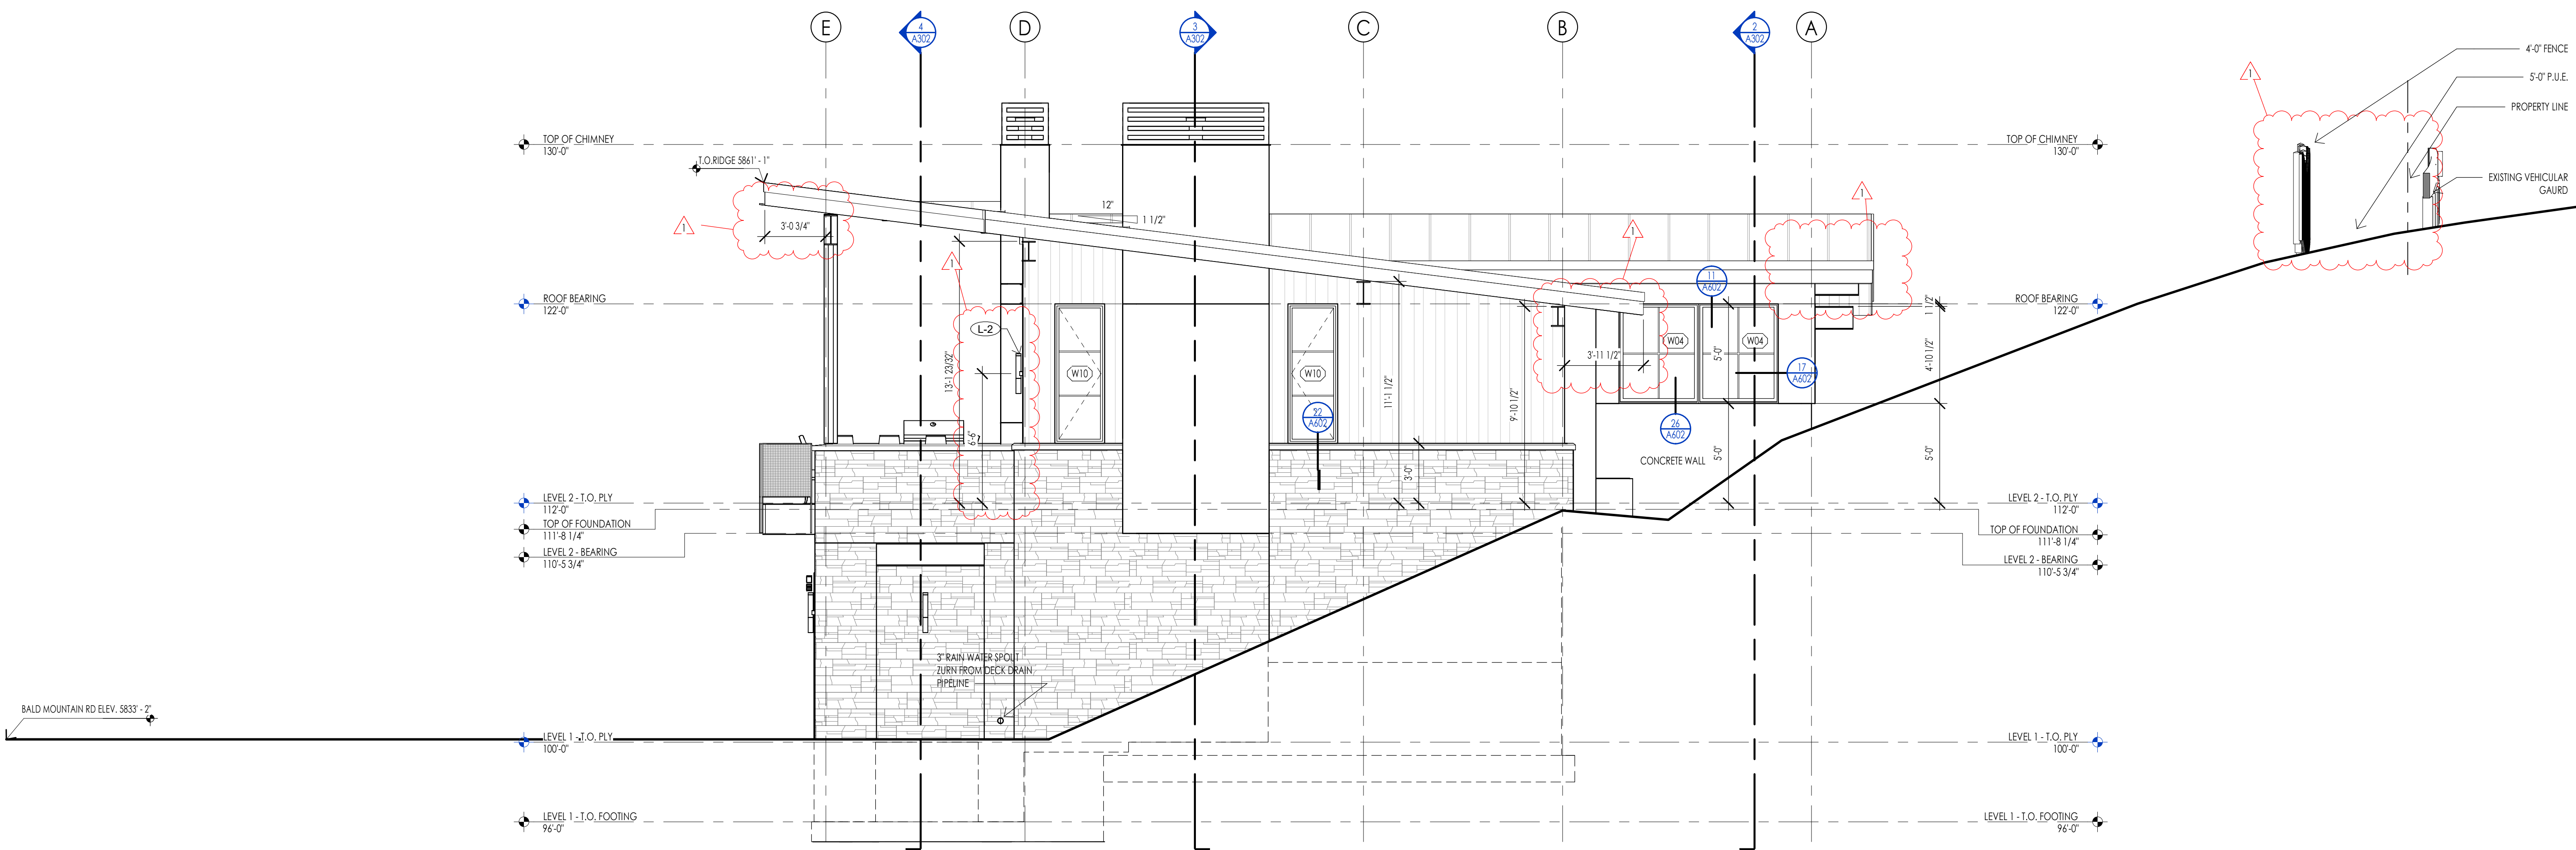 E
4
A302
D
3
A302
C
B
2
A302
A
1
4'-0" FENCE
5'-0" P.U.E.
PROPERTY LINE
EXISTING VEHICULAR
GAURD
TOP OF CHIMNEY
130'-0"
TOP OF CHIMNEY
130'-0"
T.O.RIDGE 5861' - 1"
3'-0 3/4"
1
12"
1 1/2"
1
1
1
ROOF BEARING
122'-0"
ROOF BEARING
122'-0"
11
A602
1 1/2"
L-2
13'-1 23/32"
6'-6"
W10
W10
22
A602
11'-1 1/2"
3'-0"
9'-10 1/2"
3'-11 1/2"
W04
W04
5'-0"
17
A602
4'-10 1/2"
26
A602
CONCRETE WALL
5'-0"
5'-0"
LEVEL 2 - T.O. PLY
112'-0"
TOP OF FOUNDATION
111'-8 1/4"
LEVEL 2 - BEARING
110'-5 3/4"
LEVEL 2 - T.O. PLY
112'-0"
TOP OF FOUNDATION
111'-8 1/4"
LEVEL 2 - BEARING
110'-5 3/4"
3" RAIN WATER SPOUT
ZURN FROM DECK DRAIN
PIPELINE
BALD MOUNTAIN RD ELEV. 5833' - 2"
LEVEL 1 - T.O. PLY
100'-0"
LEVEL 1 - T.O. PLY
100'-0"
LEVEL 1 - T.O. FOOTING
96'-0"
LEVEL 1 - T.O. FOOTING
96'-0"